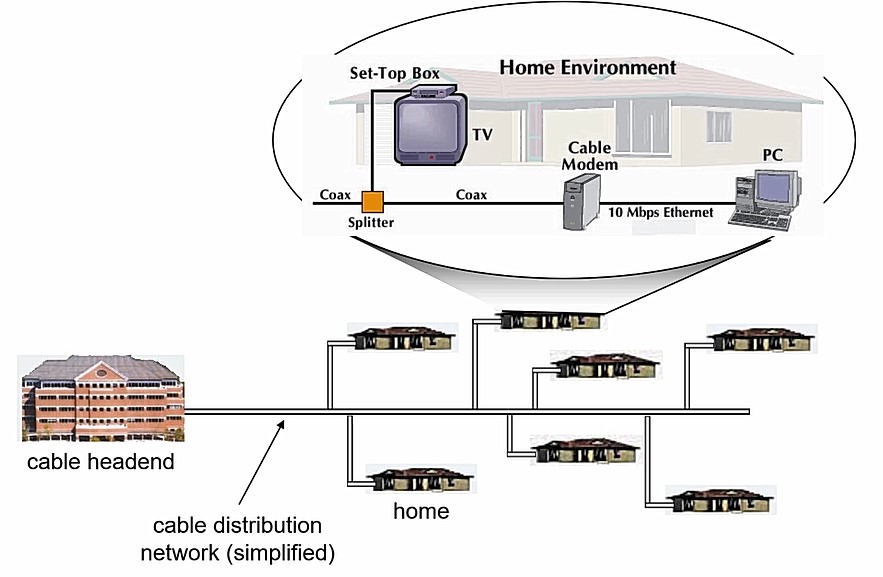 Home Environment
Set-Top Box
TV
Cable
Modem
PC
Coax
Coax
10 Mbps Ethernet
Splitter
cable headend
home
cable distribution
network (simplified)